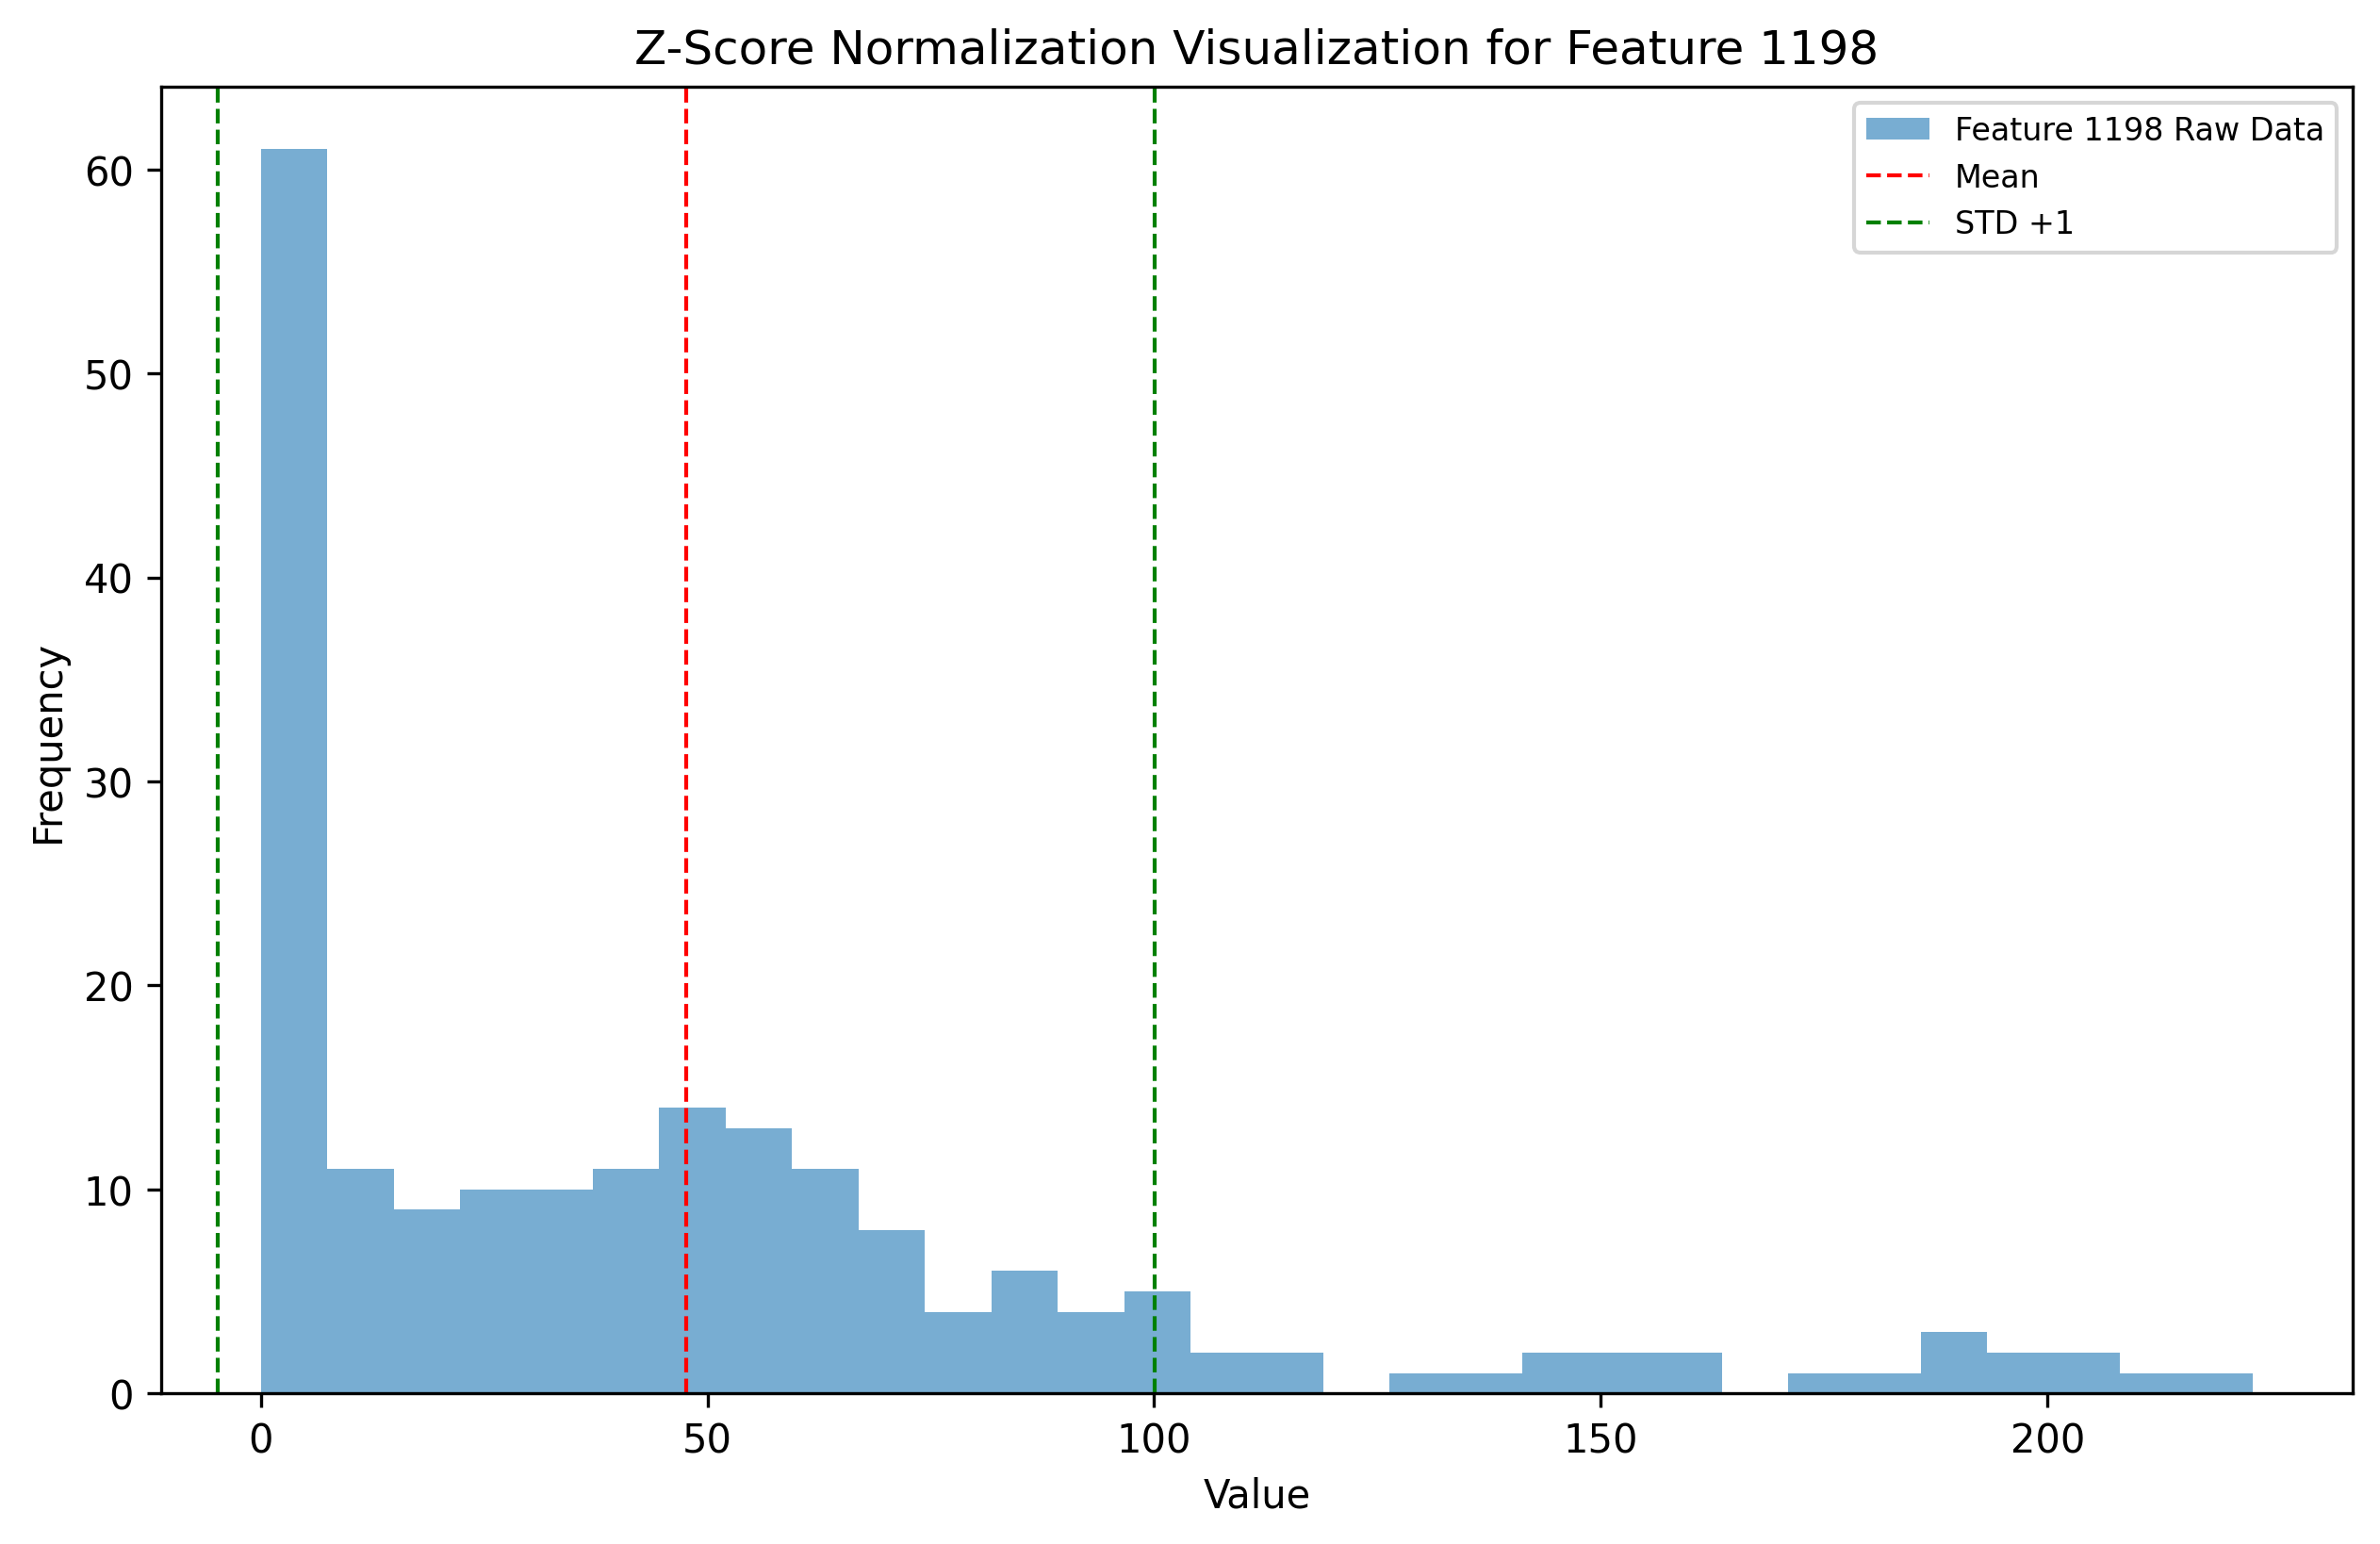 Z-Score Normalization Visualization for Feature 1198
Feature 1198 Raw Data
Mean
STD +1
60
50
40
30
20
10
0
Frequency
0 50 100 150 200
Value